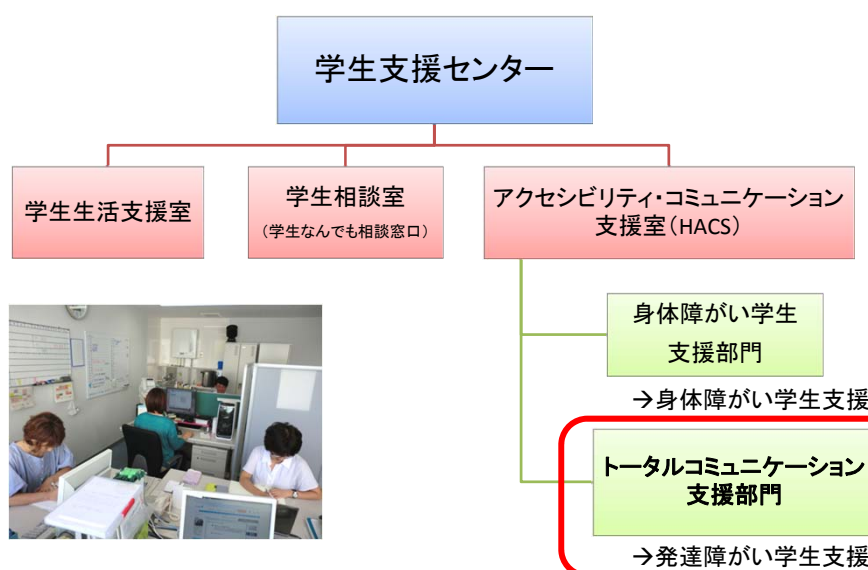 学生支援センター
学生生活支援室
学生相談室
(学生なんでも相談窓口)
アクセシビリティ・コミュニケーション
支援室(HACS)
身体障がい学生
支援部門
→身体障がい学生支援
トータルコミュニケーション
支援部門
→発達障がい学生支援